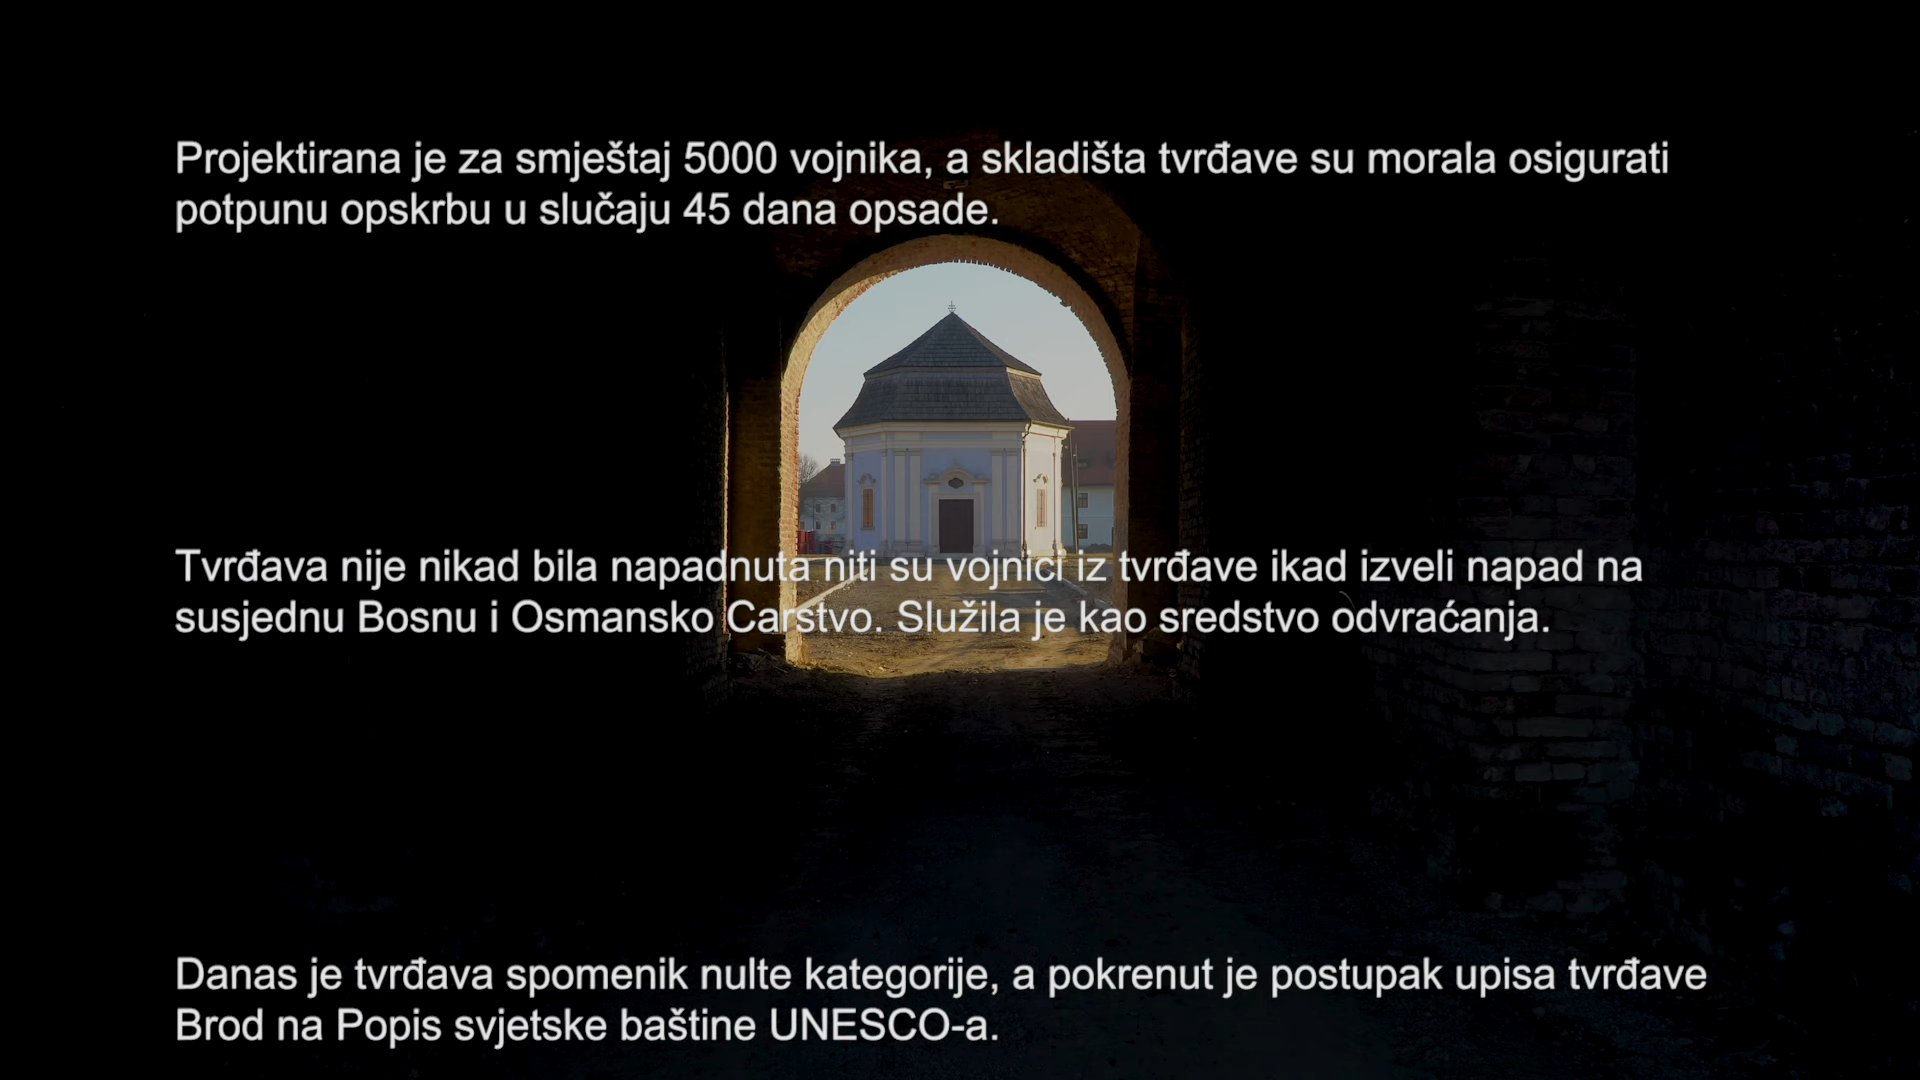 Projektirana je za smještaj 5000 vojnika, a skladišta tvrđave su morala osigurati
potpunu opskrbu u slučaju 45 dana opsade.
Tvrđava nije nikad bila napadnuta niti su vojnici iz tvrđave ikad izveli napad na
susjednu Bosnu i Osmansko Carstvo. Služila je kao sredstvo odvraćanja.
Danas je tvrđava spomenik nulte kategorije, a pokrenut je postupak upisa tvrđave
Brod na Popis svjetske baštine UNESCO-a.